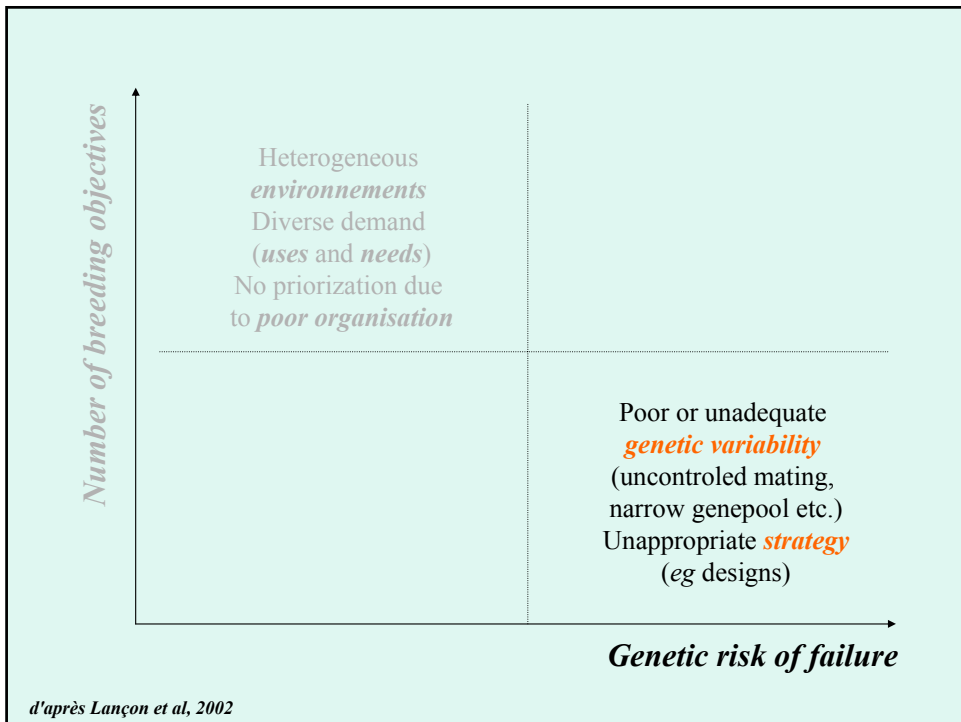 Number of breeding objectives
Heterogeneous
environnements
Diverse demand
(uses and needs)
No priorization due
to poor organisation
Poor or unadequate
genetic variability
(uncontroled mating,
narrow genepool etc.)
Unappropriate strategy
(eg designs)
Genetic risk of failure
d'après Lançon et al, 2002